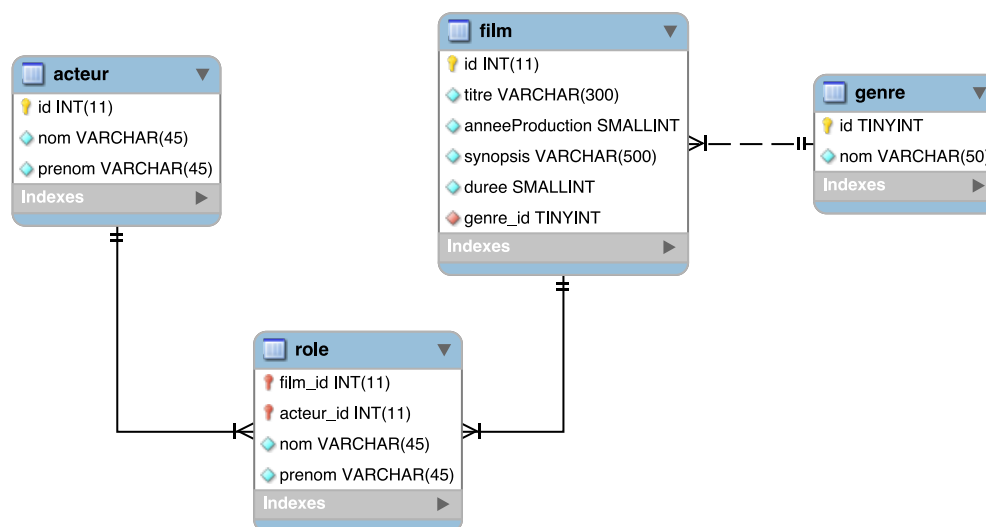 acteur
id INT(11)
nom VARCHAR(45)
prenom VARCHAR(45)
Indexes
film
id INT(11)
titre VARCHAR(300)
anneeProduction SMALLINT
synopsis VARCHAR(500)
duree SMALLINT
genre_id TINYINT
Indexes
genre
id TINYINT
nom VARCHAR(50)
Indexes
role
film_id INT(11)
acteur_id INT(11)
nom VARCHAR(45)
prenom VARCHAR(45)
Indexes